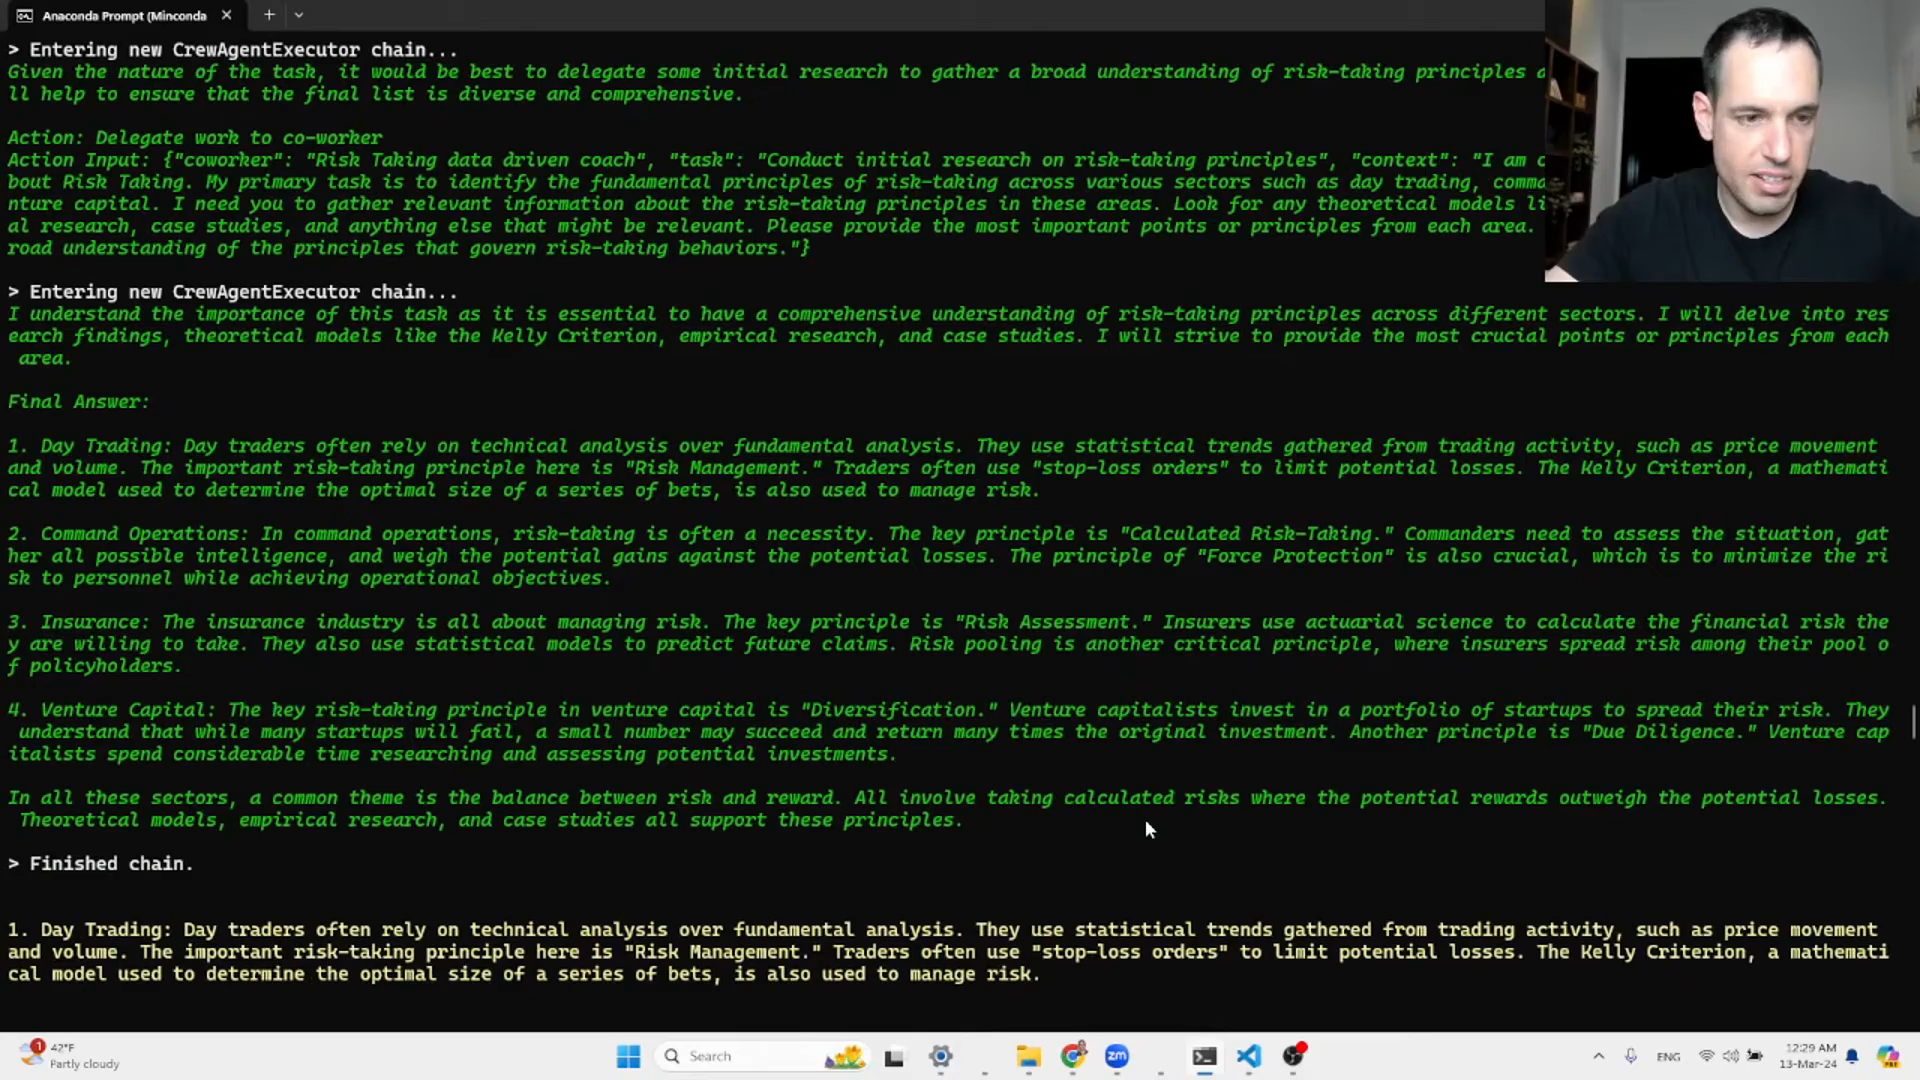 Anaconda Prompt (Minconda
> Entering new CrewAgentExecutor chain...
Given the nature of the task, it would be best to delegate some initial research to gather a broad understanding of risk-taking principles a
ll help to ensure that the final list is diverse and comprehensive.
Action: Delegate work to co-worker
Action Input: {"coworker": "Risk Taking data driven coach", "task": "Conduct initial research on risk-taking principles", "context": "I am c
bout Risk Taking. My primary task is to identify the fundamental principles of risk-taking across various sectors such as day trading, comma
nture capital. I need you to gather relevant information about the risk-taking principles in these areas. Look for any theoretical models li
al research, case studies, and anything else that might be relevant. Please provide the most important points or principles from each area.
road understanding of the principles that govern risk-taking behaviors."}
> Entering new CrewAgentExecutor chain...
I understand the importance of this task as it is essential to have a comprehensive understanding of risk-taking principles across different sectors. I will delve into res
earch findings, theoretical models like the Kelly Criterion, empirical research, and case studies. I will strive to provide the most crucial points or principles from each
area.
Final Answer:
1. Day Trading: Day traders often rely on technical analysis over fundamental analysis. They use statistical trends gathered from trading activity, such as price movement
and volume. The important risk-taking principle here is "Risk Management." Traders often use "stop-loss orders" to limit potential losses. The Kelly Criterion, a mathemati
cal model used to determine the optimal size of a series of bets, is also used to manage risk.
2. Command Operations: In command operations, risk-taking is often a necessity. The key principle is "Calculated Risk-Taking." Commanders need to assess the situation, gat
her all possible intelligence, and weigh the potential gains against the potential losses. The principle of "Force Protection" is also crucial, which is to minimize the ri
sk to personnel while achieving operational objectives.
3. Insurance: The insurance industry is all about managing risk. The key principle is "Risk Assessment." Insurers use actuarial science to calculate the financial risk the
y are willing to take. They also use statistical models to predict future claims. Risk pooling is another critical principle, where insurers spread risk among their pool o
f policyholders.
4. Venture Capital: The key risk-taking principle in venture capital is "Diversification." Venture capitalists invest in a portfolio of startups to spread their risk. They
understand that while many startups will fail, a small number may succeed and return many times the original investment. Another principle is "Due Diligence." Venture cap
italists spend considerable time researching and assessing potential investments.
In all these sectors, a common theme is the balance between risk and reward. All involve taking calculated risks where the potential rewards outweigh the potential losses.
Theoretical models, empirical research, and case studies all support these principles.
> Finished chain.
1. Day Trading: Day traders often rely on technical analysis over fundamental analysis. They use statistical trends gathered from trading activity, such as price movement
and volume. The important risk-taking principle here is "Risk Management." Traders often use "stop-loss orders" to limit potential losses. The Kelly Criterion, a mathemati
cal model used to determine the optimal size of a series of bets, is also used to manage risk.
1
42°F
Partly cloudy
Search
zm
ENG
12:29 AM
13-Mar-24